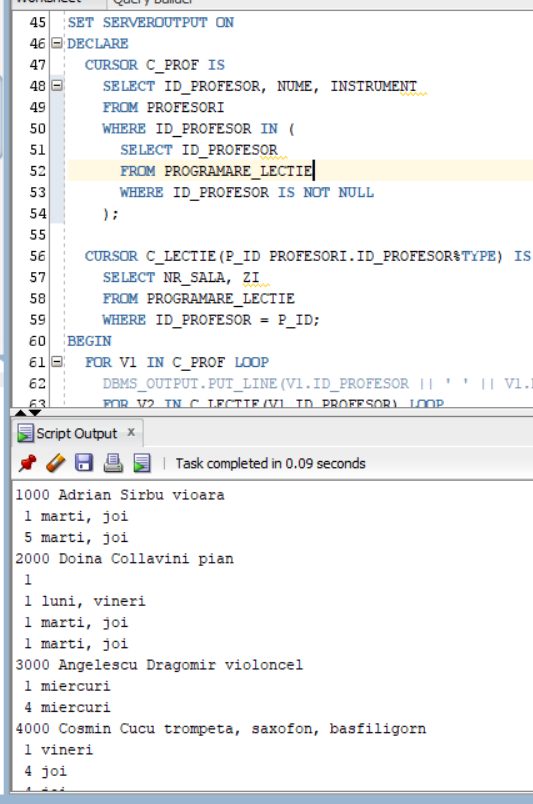 Query Builder
45 SET SERVEROUTPUT ON
46 DECLARE
47 CURSOR C_PROF IS
48 SELECT ID_PROFESOR, NUME, INSTRUMENT
49 FROM PROFESORI
50 WHERE ID_PROFESOR IN (
51 SELECT ID_PROFESOR
52 FROM PROGRAMARE_LECTIE
53 WHERE ID_PROFESOR IS NOT NULL
54 );
55
56 CURSOR C_LECTIE(P_ID PROFESORI.ID_PROFESOR%TYPE) IS
57 SELECT NR_SALA, ZI
58 FROM PROGRAMARE_LECTIE
59 WHERE ID_PROFESOR = P_ID;
60 BEGIN
61 FOR V1 IN C_PROF LOOP
62 DBMS_OUTPUT.PUT_LINE(V1.ID_PROFESOR || ' ' || V1.
63 FOR V2 IN C_LECTIE(V1.ID_PROFESOR) LOOP
Script Output x
Task completed in 0.09 seconds
1000 Adrian Sirbu vioara
1 marti, joi
5 marti, joi
2000 Doina Collavini pian
1
1 luni, vineri
1 marti, joi
1 marti, joi
3000 Angelescu Dragomir violoncel
1 miercuri
4 miercuri
4000 Cosmin Cucu trompeta, saxofon, basfiligorn
1 vineri
4 joi
4 joi